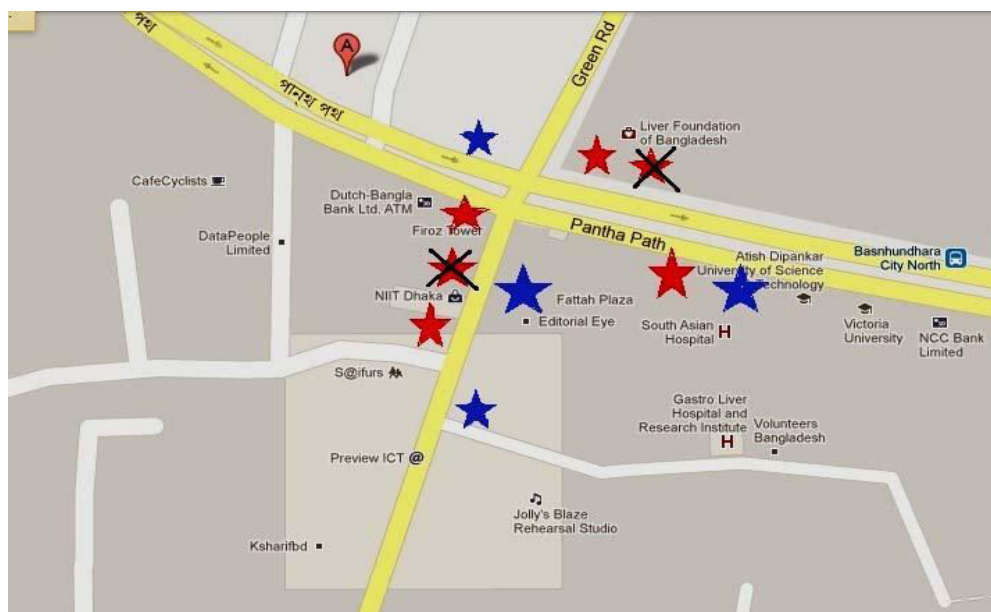 পান্থ পথ
Green Rd
A
পান্থ পথ
Liver Foundation
of Bangladesh
CafeCyclists
Dutch-Bangla
Bank Ltd, ATM
Firoz Tower
Pantha Path
DataPeople
Limited
Basnhundhara
City North
Atish Dipankar
University of Science
Technology
NIIT Dhaka
Fattah Plaza
Editorial Eye
South Asian
Hospital
H
Victoria
University
NCC Bank
Limited
S@ifurs
Gastro Liver
Hospital and
Research Institute
H
Volunteers
Bangladesh
Preview ICT @
Jolly's Blaze
Rehearsal Studio
Ksharifbd